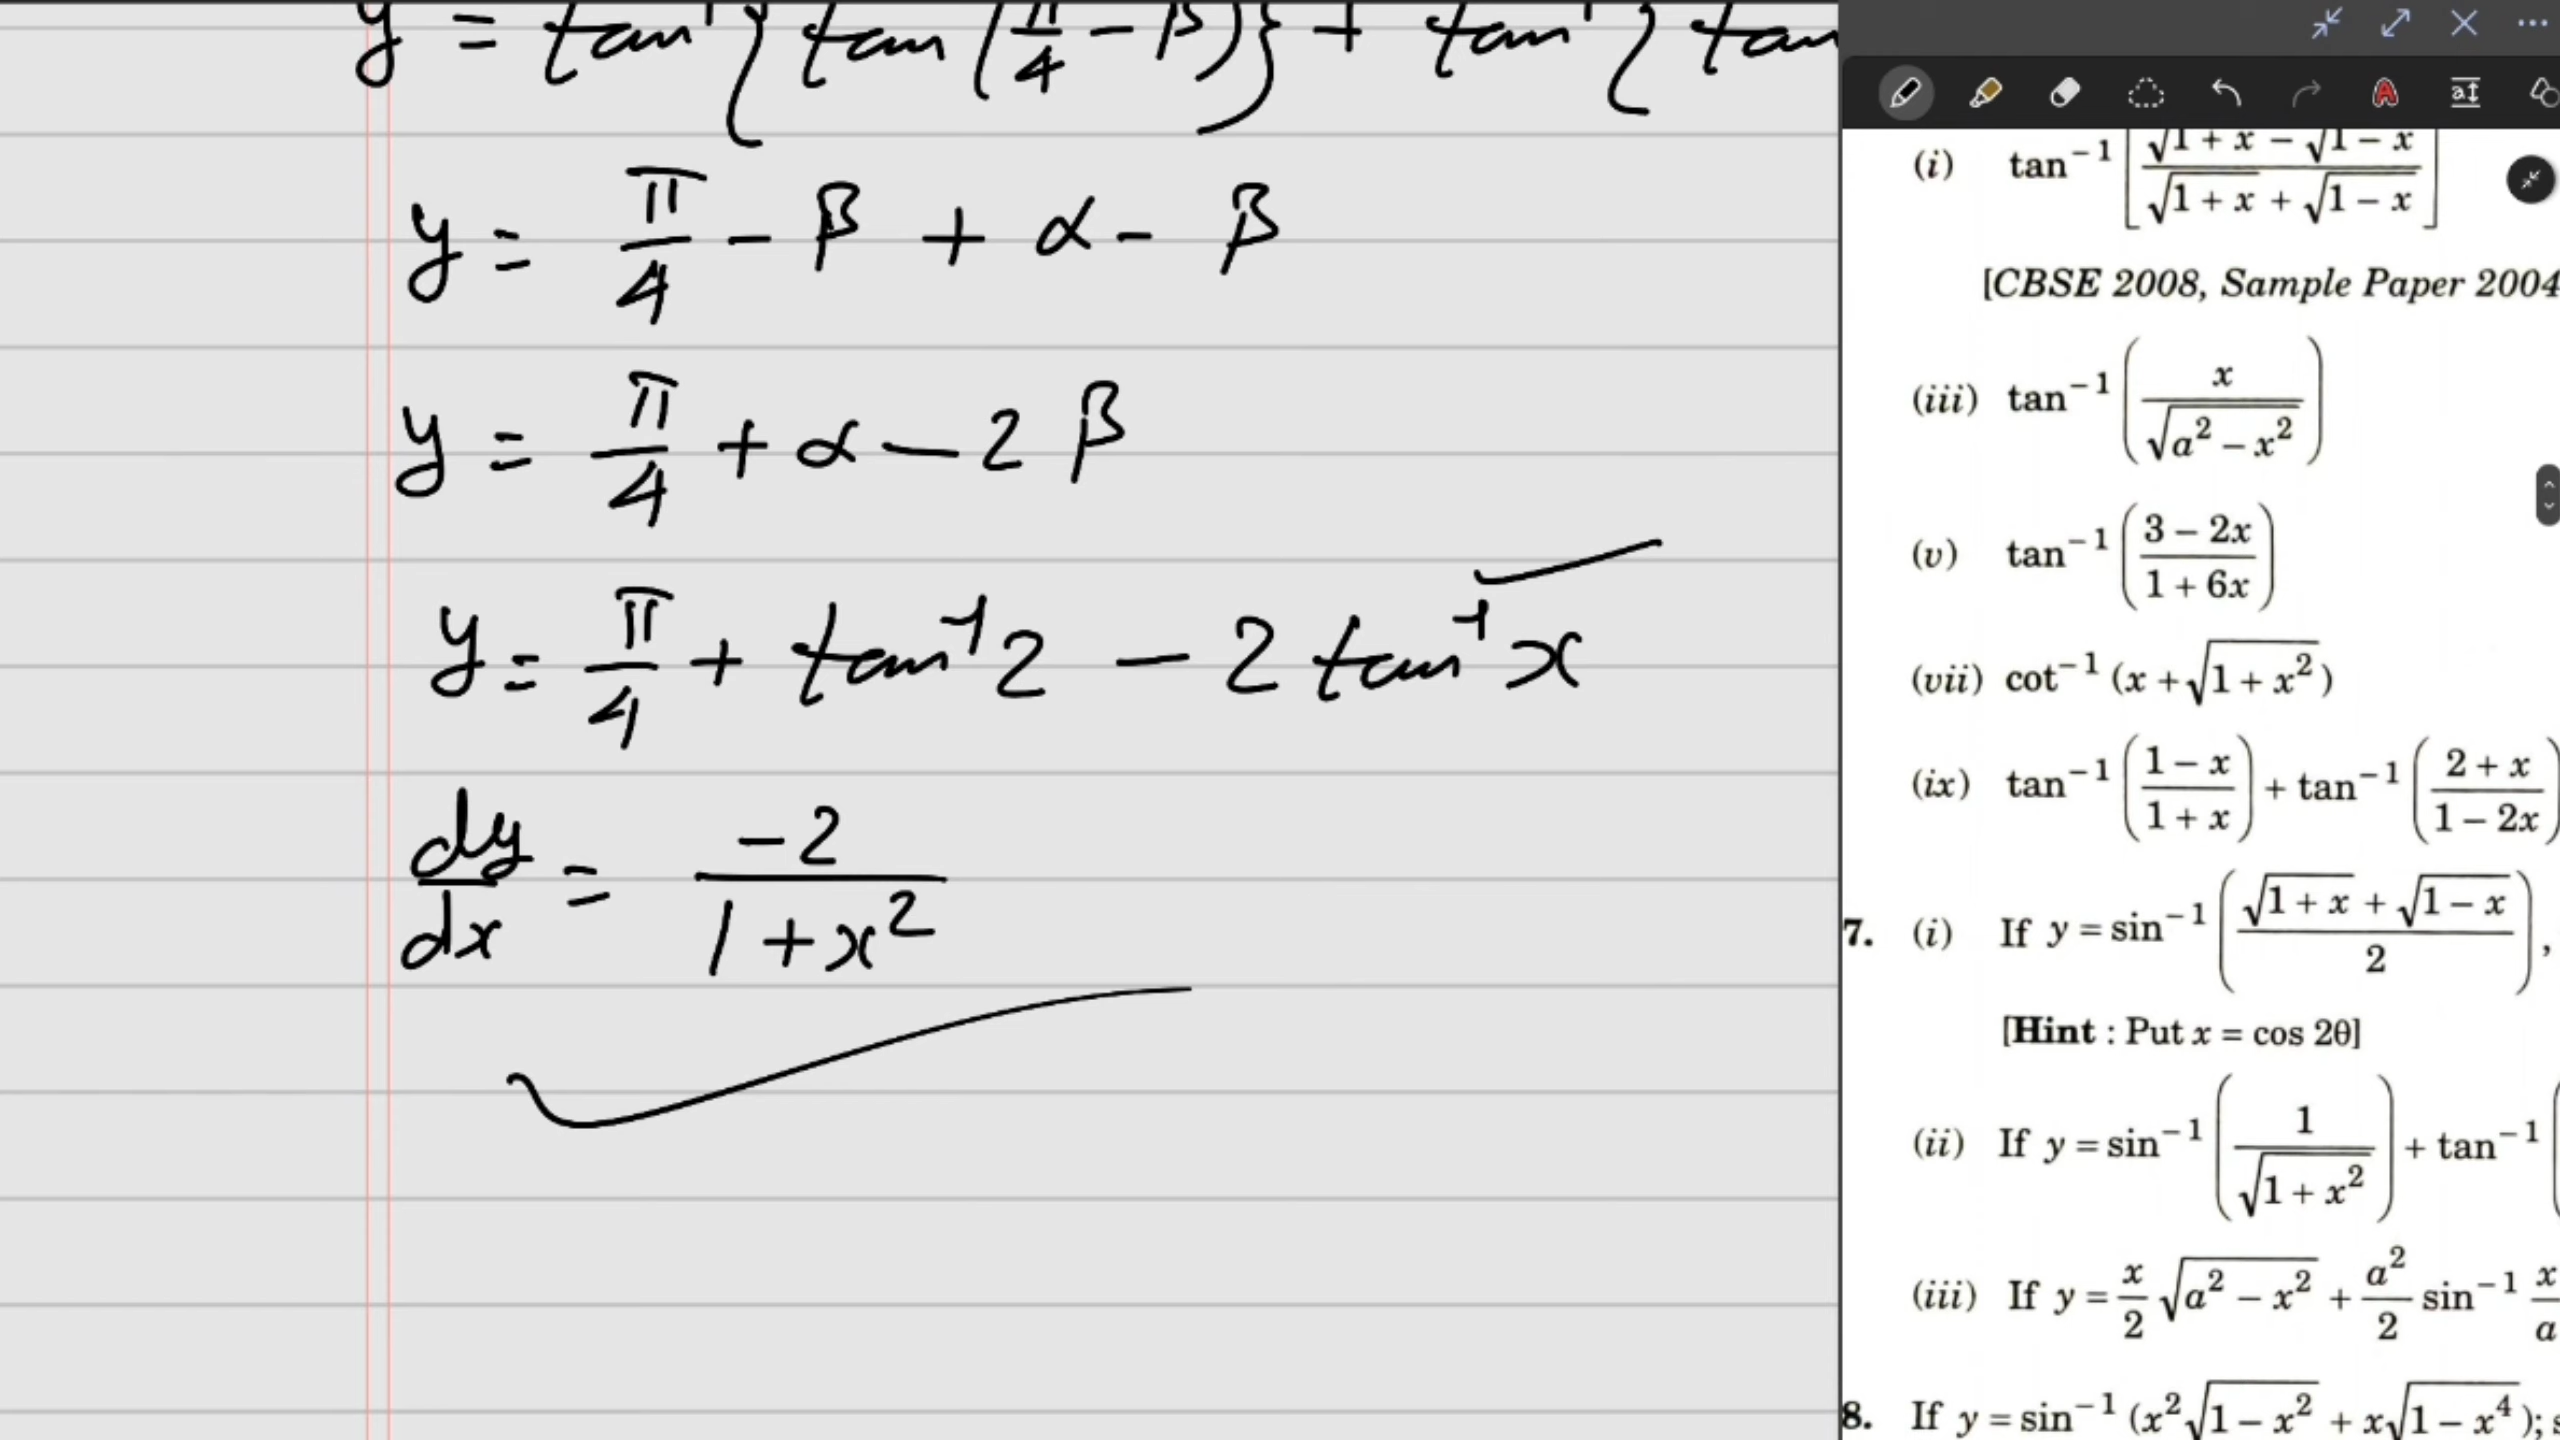 y = tan⁻¹{tan(π/4 − β)} + tan⁻¹{tan
y = π/4 − β + α − β
y = π/4 + α − 2β
y = π/4 + tan⁻¹2 − 2 tan⁻¹x
dy/dx = −2/(1 + x²)
(i) tan⁻¹ [(√(1 + x) − √(1 − x))/(√(1 + x) + √(1 − x))]
[CBSE 2008, Sample Paper 2004
(iii) tan⁻¹ (x/√(a² − x²))
(v) tan⁻¹ ((3 − 2x)/(1 + 6x))
(vii) cot⁻¹ (x + √(1 + x²))
(ix) tan⁻¹ ((1 − x)/(1 + x)) + tan⁻¹ ((2 + x)/(1 − 2x))
7. (i) If y = sin⁻¹ ((√(1 + x) + √(1 − x))/2),
[Hint : Put x = cos 2θ]
(ii) If y = sin⁻¹ (1/√(1 + x²)) + tan⁻¹ (
(iii) If y = x/2 √(a² − x²) + a²/2 sin⁻¹ x/a
8. If y = sin⁻¹ (x²√(1 − x²) + x√(1 − x⁴));